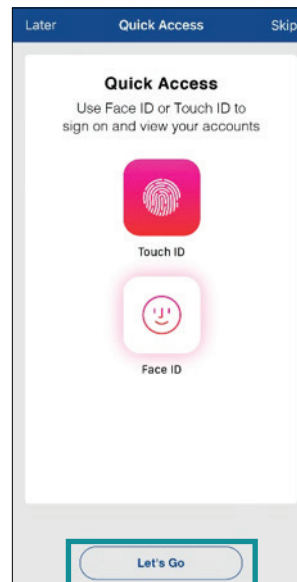 Later Quick Access Skip
Quick Access
Use Face ID or Touch ID to
sign on and view your accounts
Touch ID
Face ID
Let's Go